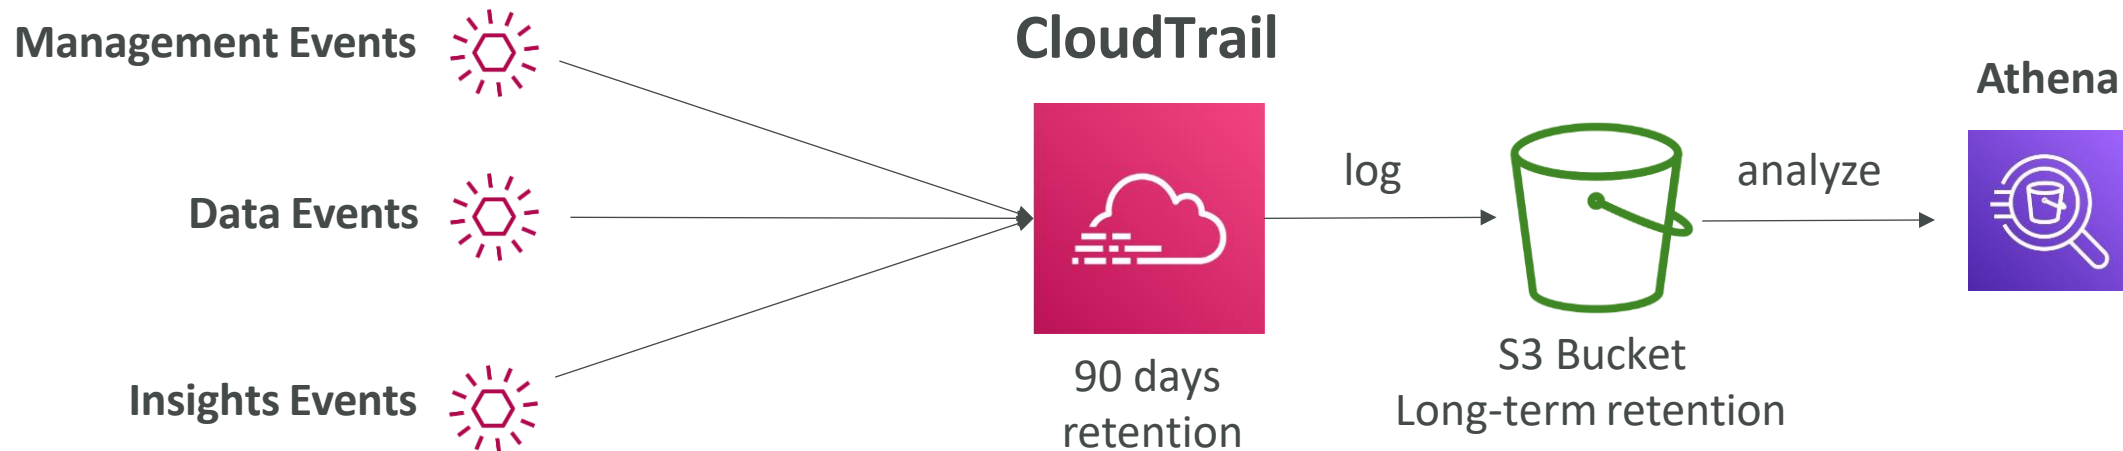 Management Events
Data Events
Insights Events
CloudTrail
90 days
retention
log
S3 Bucket
Long-term retention
analyze
Athena